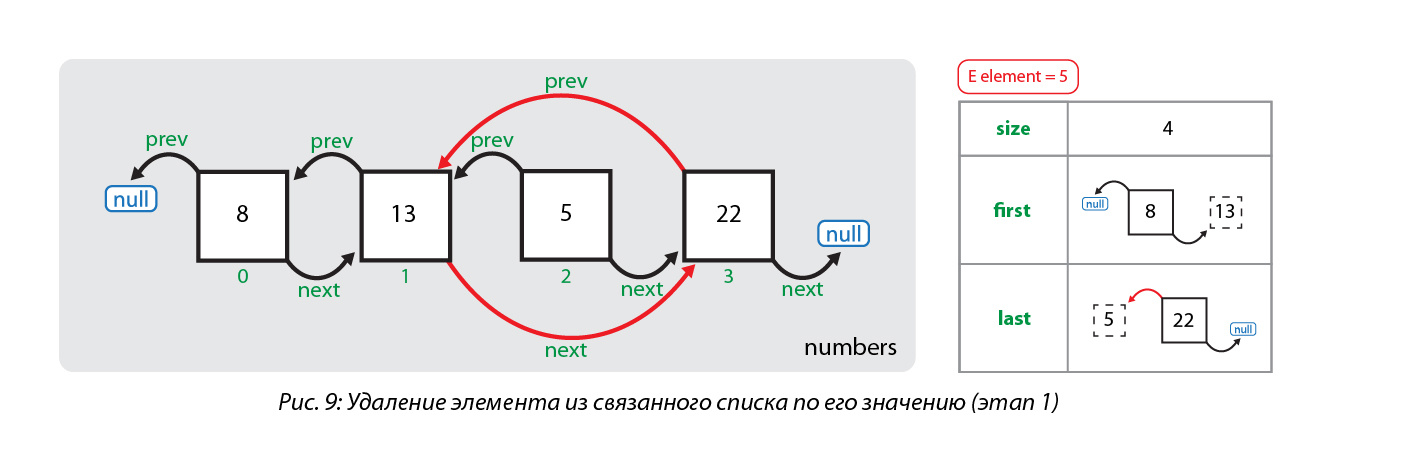 prev
prev prev prev
null
8 13 5 22
null
0 1 2 3
next next next
next
numbers
E element = 5
size 4
first null 8 13
last 5 22 null
Рис. 9: Удаление элемента из связанного списка по его значению (этап 1)